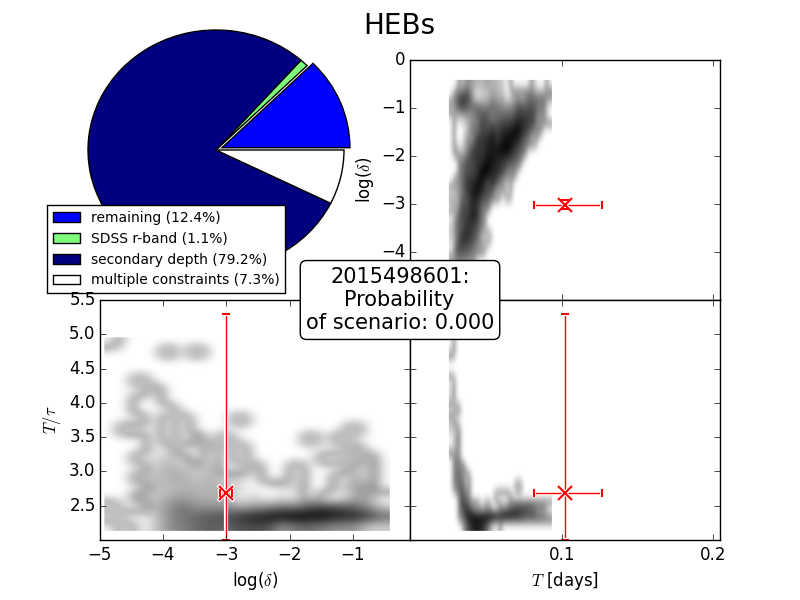 HEBs
remaining (12.4%)
SDSS r-band (1.1%)
secondary depth (79.2%)
multiple constraints (7.3%)
0
−1
−2
−3
−4
log(δ)
2015498601:
Probability
of scenario: 0.000
5.5
5.0
4.5
4.0
3.5
3.0
2.5
T/τ
−5 −4 −3 −2 −1
log(δ)
0.1 0.2
T [days]